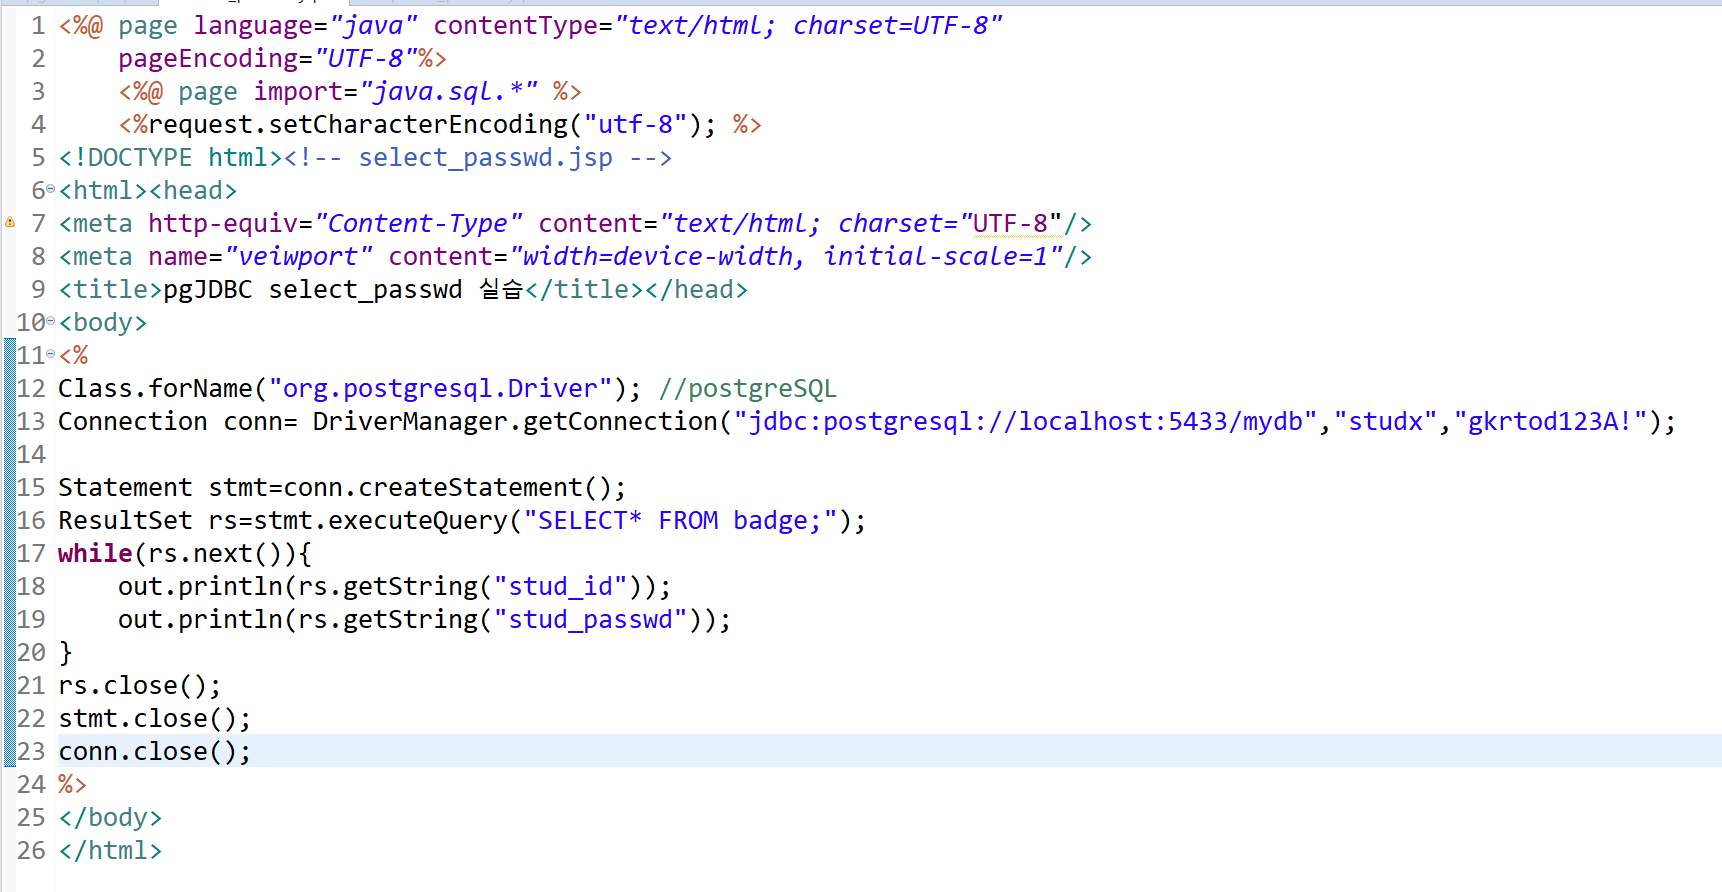 1 <%@ page language="java" contentType="text/html; charset=UTF-8"
2 pageEncoding="UTF-8"%>
3 <%@ page import="java.sql.*" %>
4 <%request.setCharacterEncoding("utf-8"); %>
5 <!DOCTYPE html><!-- select_passwd.jsp -->
6 <html><head>
7 <meta http-equiv="Content-Type" content="text/html; charset="UTF-8"/>
8 <meta name="veiwport" content="width=device-width, initial-scale=1"/>
9 <title>pgJDBC select_passwd 실습</title></head>
10 <body>
11 <%
12 Class.forName("org.postgresql.Driver"); //postgreSQL
13 Connection conn= DriverManager.getConnection("jdbc:postgresql://localhost:5433/mydb","studx","gkrtod123A!");
14
15 Statement stmt=conn.createStatement();
16 ResultSet rs=stmt.executeQuery("SELECT* FROM badge;");
17 while(rs.next()){
18 out.println(rs.getString("stud_id"));
19 out.println(rs.getString("stud_passwd"));
20 }
21 rs.close();
22 stmt.close();
23 conn.close();
24 %>
25 </body>
26 </html>